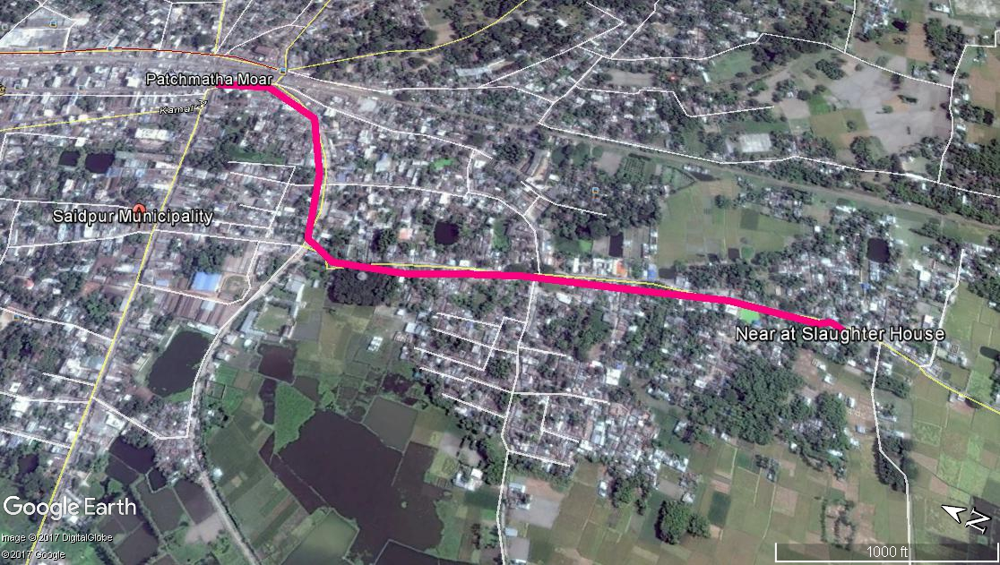 Patchmatha Moar
Kamal
Saidpur Municipality
Near at Slaughter House
Google Earth
N
Image © 2017 DigitalGlobe
© 2017 Google
1000 ft